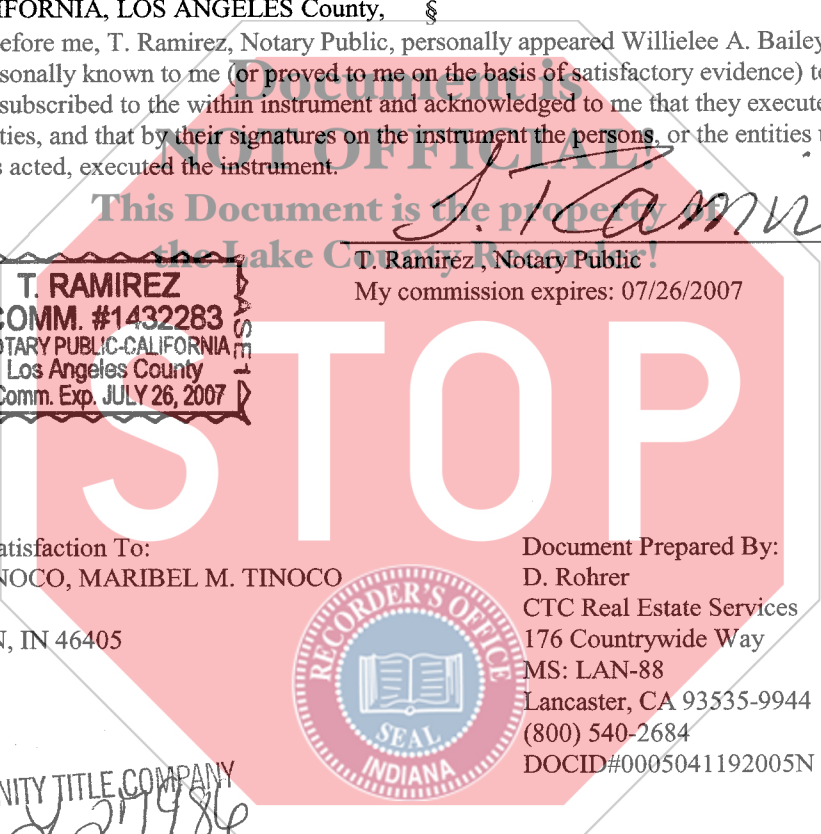 IFORNIA, LOS ANGELES County, §
efore me, T. Ramirez, Notary Public, personally appeared Willielee A. Bailey
sonally known to me (or proved to me on the basis of satisfactory evidence) t
subscribed to the within instrument and acknowledged to me that they execute
ties, and that by their signatures on the instrument the persons, or the entities u
s acted, executed the instrument.
Document is
NOT OFFICIAL!
This Document is the property of
the Lake County Recorder!
T. Ramirez , Notary Public
My commission expires: 07/26/2007
T. RAMIREZ
COMM. #1432283
OTARY PUBLIC-CALIFORNIA
Los Angeles County
Comm. Exp. JULY 26, 2007
STOP
atisfaction To:
NOCO, MARIBEL M. TINOCO
N, IN 46405
Document Prepared By:
D. Rohrer
CTC Real Estate Services
176 Countrywide Way
MS: LAN-88
Lancaster, CA 93535-9944
(800) 540-2684
DOCID#0005041192005N
RECORDER'S OFFICE
SEAL
INDIANA
NITY TITLE COMPANY